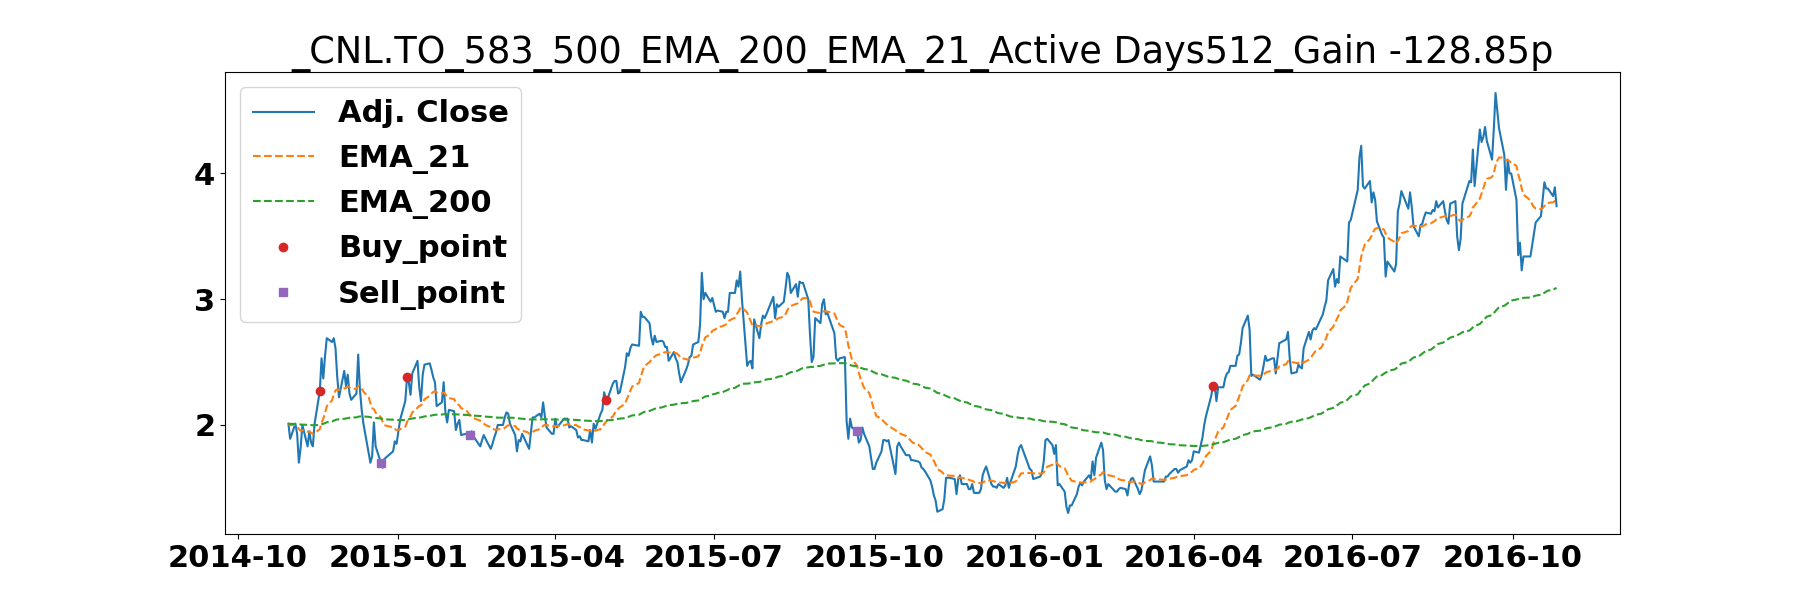 _CNL.TO_583_500_EMA_200_EMA_21_Active Days512_Gain -128.85p
Adj. Close
EMA_21
EMA_200
Buy_point
Sell_point
4
3
2
2014-10 2015-01 2015-04 2015-07 2015-10 2016-01 2016-04 2016-07 2016-10